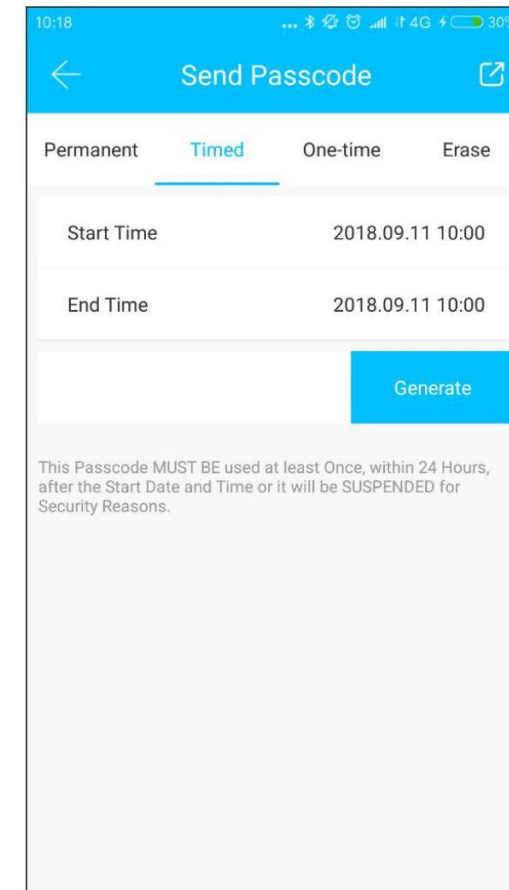 10:18 ... 4G 30%
Send Passcode
Permanent Timed One-time Erase
Start Time 2018.09.11 10:00
End Time 2018.09.11 10:00
Generate
This Passcode MUST BE used at least Once, within 24 Hours,
after the Start Date and Time or it will be SUSPENDED for
Security Reasons.